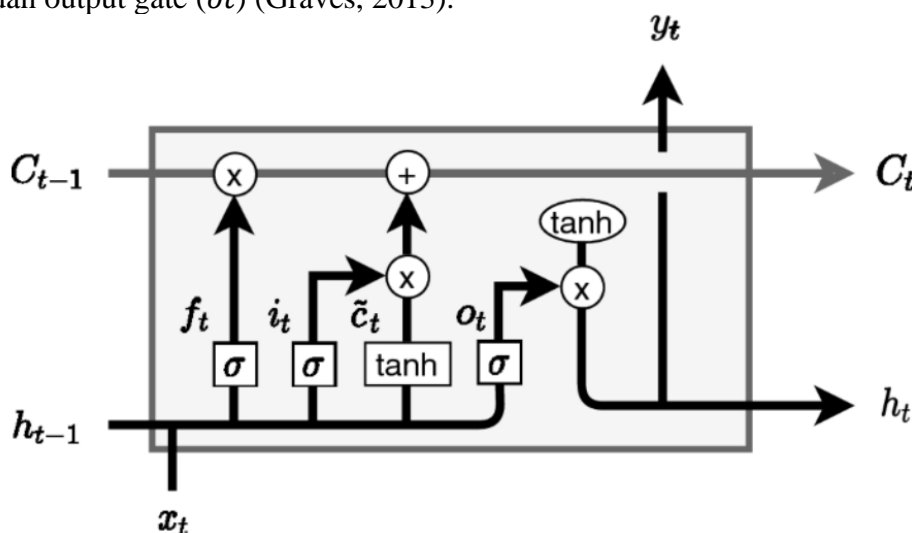 an output gate (𝑜𝑡) (Graves, 2013).
yₜ
Cₜ₋₁ x + Cₜ
tanh
x x
fₜ iₜ c̃ₜ oₜ
σ σ tanh σ
hₜ₋₁ hₜ
xₜ